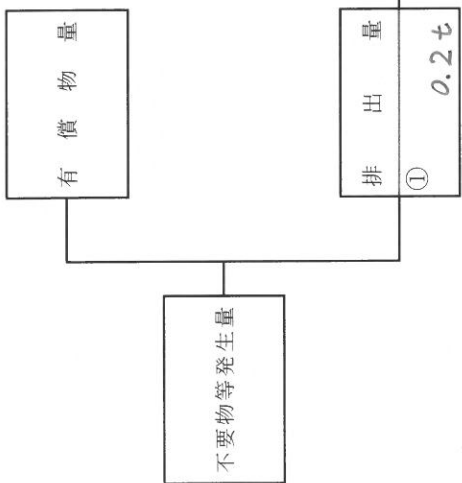 不要物等発生量
有償物量
排出量
①
0.2t